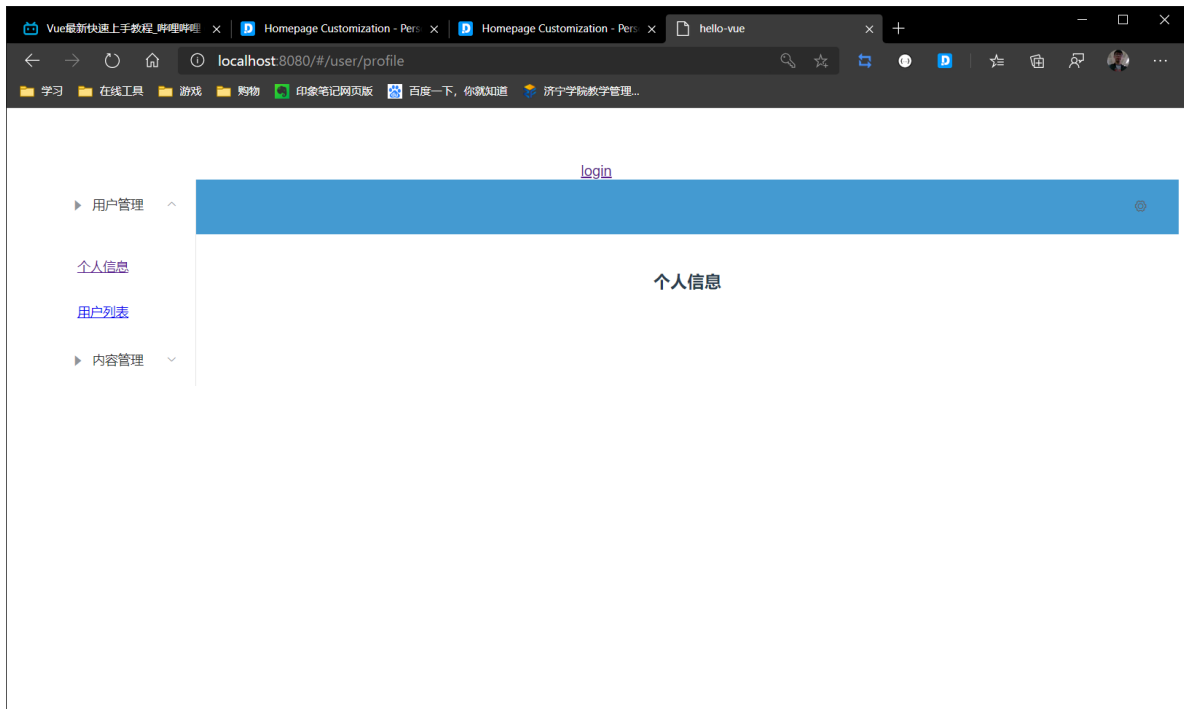 Vue最新快速上手教程_哔哩哔哩
Homepage Customization - Pers
Homepage Customization - Pers
hello-vue
localhost:8080/#/user/profile
学习
在线工具
游戏
购物
印象笔记网页版
百度一下，你就知道
济宁学院教学管理...
login
用户管理
个人信息
个人信息
用户列表
内容管理